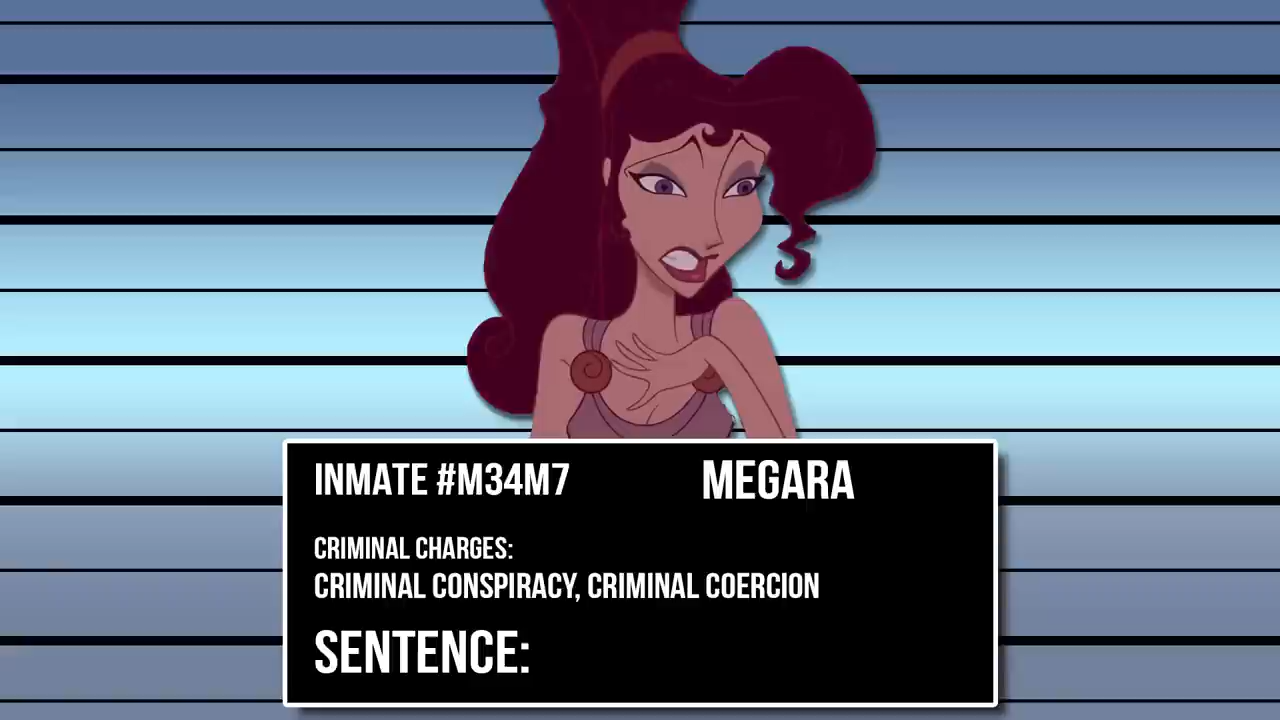 INMATE #M34M7 MEGARA
CRIMINAL CHARGES:
CRIMINAL CONSPIRACY, CRIMINAL COERCION
SENTENCE: